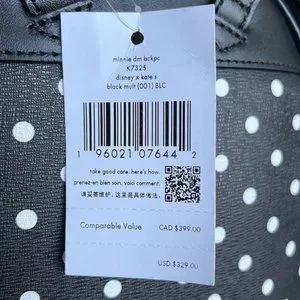 minnie dm bckpc
K7325
disney x kate s
black mult (001) BLC
1 96021 07644 2
take good care. here's how.
prenez-en bien soin. void comment.
请妥善维护。这里是具体做法。
Comparable Value
CAD $399.00
USD $329.00